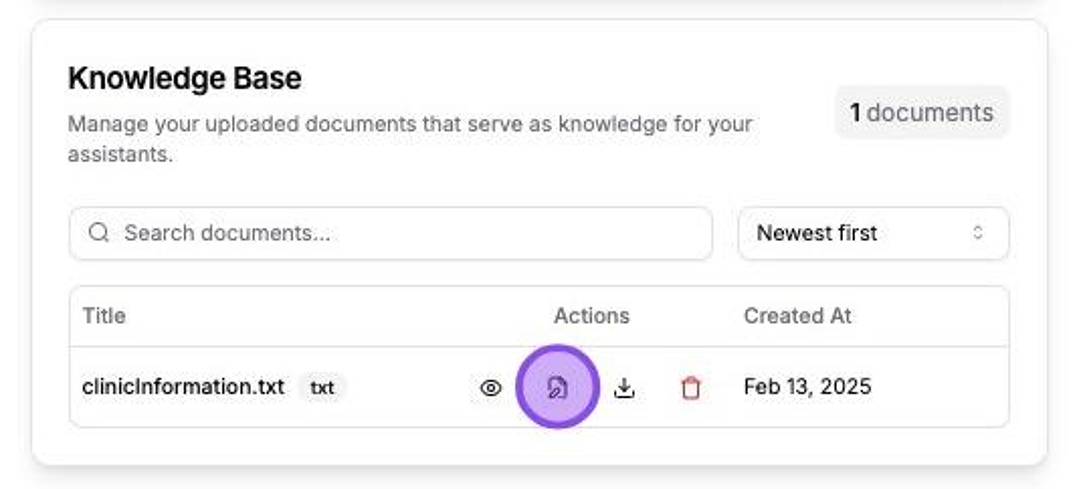 Knowledge Base
Manage your uploaded documents that serve as knowledge for your
assistants.
1 documents
Search documents...
Newest first
Title
Actions
Created At
clinicInformation.txt
txt
Feb 13, 2025